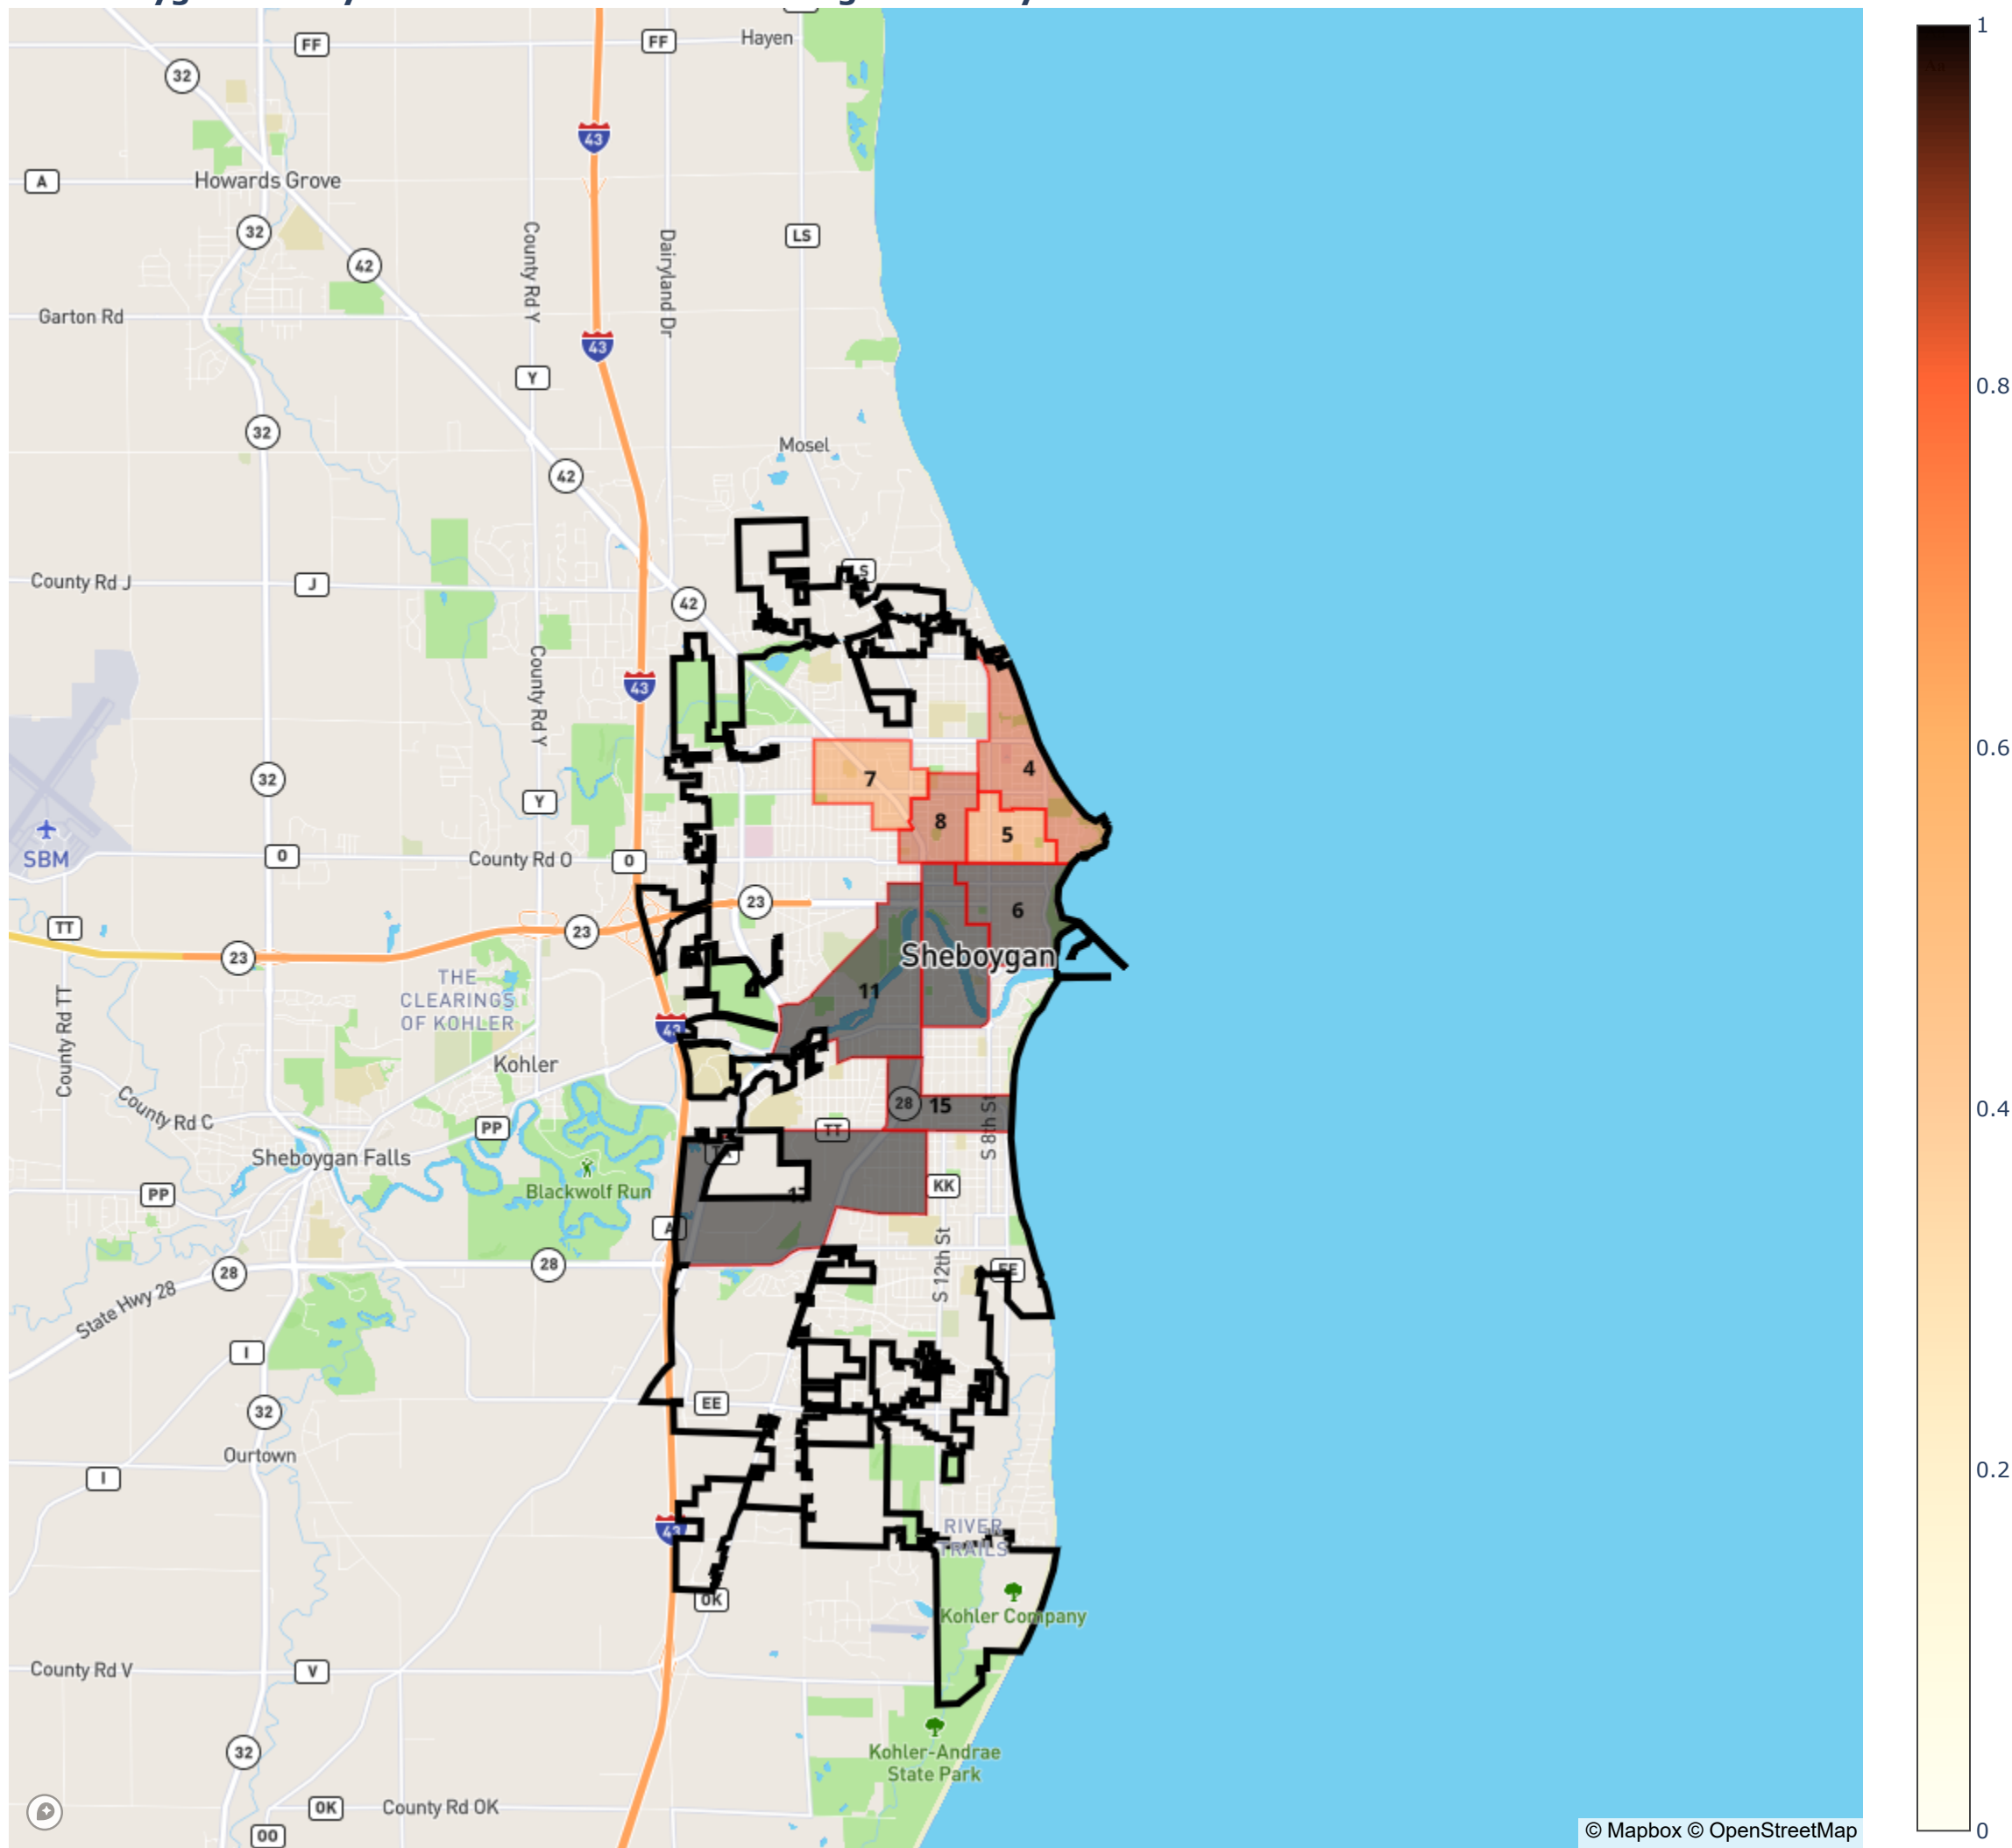 FF
FF
Hayen
32
43
A
Howards Grove
32
LS
42
County Rd Y
Dairyland Dr
Garton Rd
43
Y
32
Mosel
42
County Rd J
J
LS
42
County Rd Y
43
4
7
32
Y
8
5
SBM
O
County Rd O
O
23
6
TT
23
23
Sheboygan
THE
CLEARINGS
OF KOHLER
11
County Rd TT
43
Kohler
County Rd C
28
15
PP
TT
S 8th St
Sheboygan Falls
PP
Blackwolf Run
17
KK
A
28
28
S 12th St
EE
State Hwy 28
I
EE
32
Ourtown
I
43
RIVER
TRAILS
OK
Kohler Company
County Rd V
V
32
Kohler-Andrae
State Park
OK
County Rd OK
OO
© Mapbox © OpenStreetMap
1
0.8
0.6
0.4
0.2
0